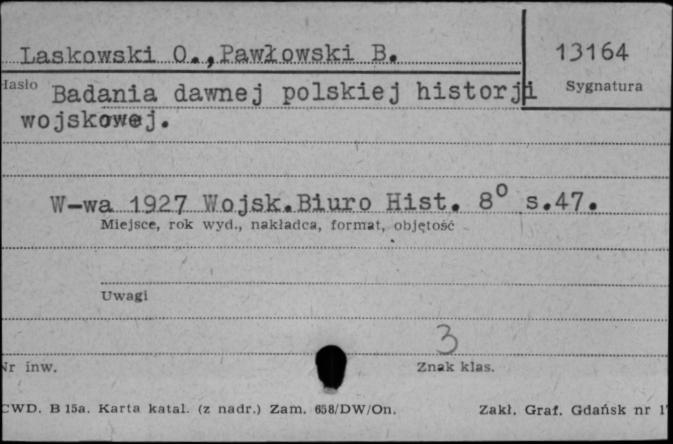 Laskowski O., Pawłowski B.
13164
Hasło
Sygnatura
Badania dawnej polskiej historji
wojskowej.
W-wa 1927 Wojsk.Biuro Hist. 8° s.47.
Miejsce, rok wyd., nakładca, format, objętość
Uwagi
3
Nr inw.
Znak klas.
CWD. B 15a. Karta katal. (z nadr.) Zam. 658/DW/On.
Zakł. Graf. Gdańsk nr 1